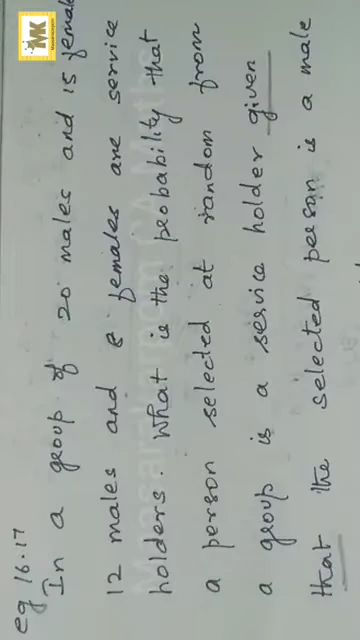 eg 16.17
In a group of 20 males and 15 femal
12 males and 8 females are service
holders. What is the probability that
a person selected at random from
a group is a service holder given
that the selected person is a male
MK